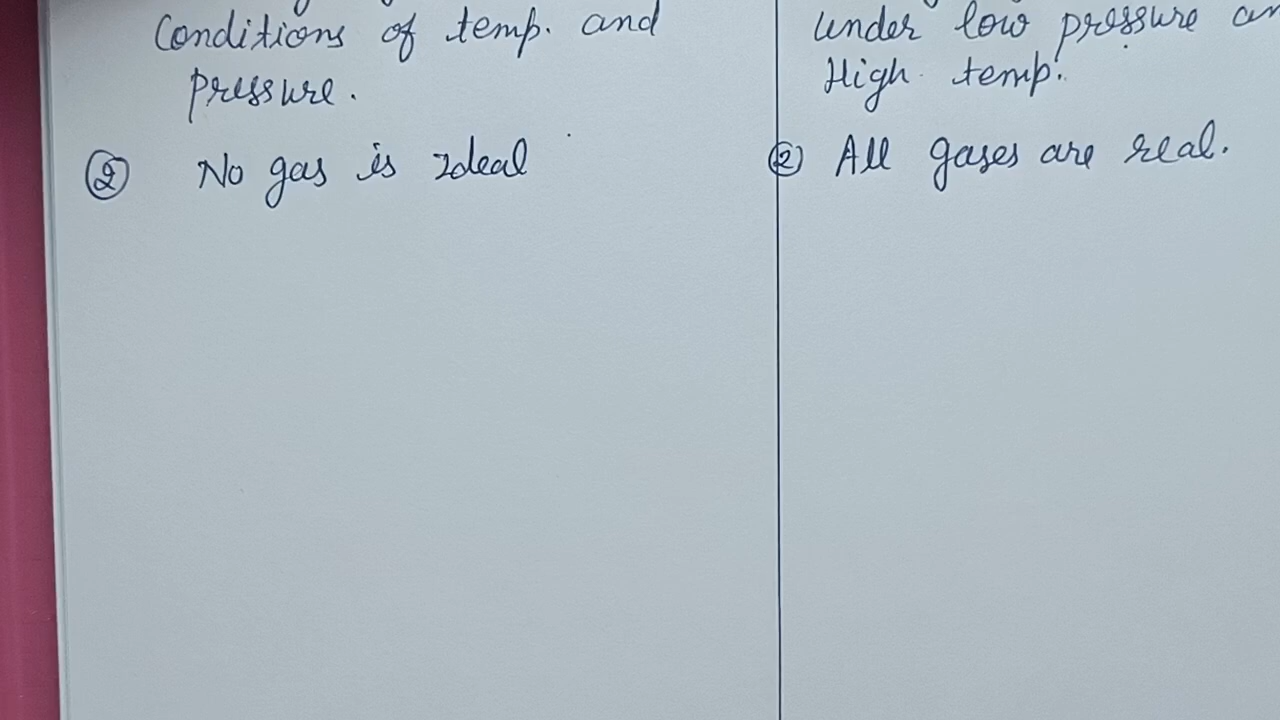 Conditions of temp. and
pressure.
② No gas is Ideal
under low pressure
High temp.
② All gases are real.